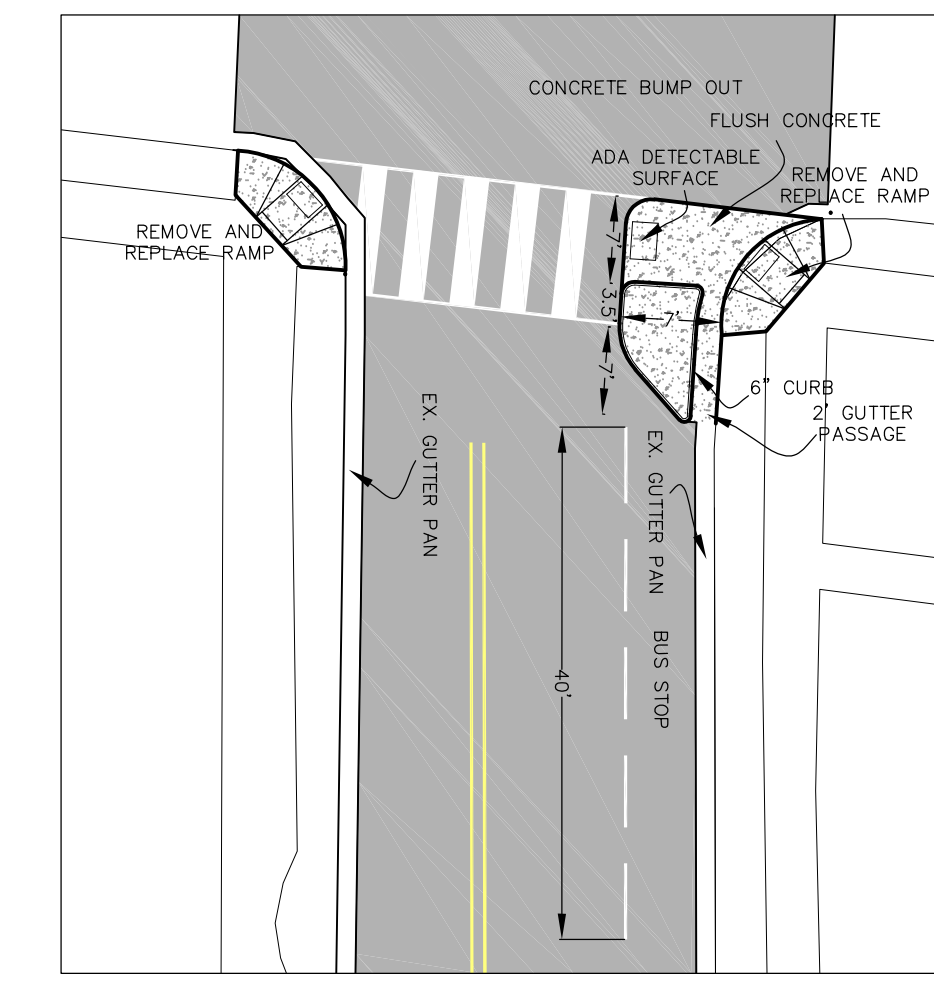 CONCRETE BUMP OUT
FLUSH CONCRETE
ADA DETECTABLE
SURFACE
REMOVE AND
REPLACE RAMP
REMOVE AND
REPLACE RAMP
7'
3.5'
7'
7'
6" CURB
2' GUTTER
PASSAGE
EX. GUTTER PAN
EX. GUTTER PAN
BUS STOP
40'